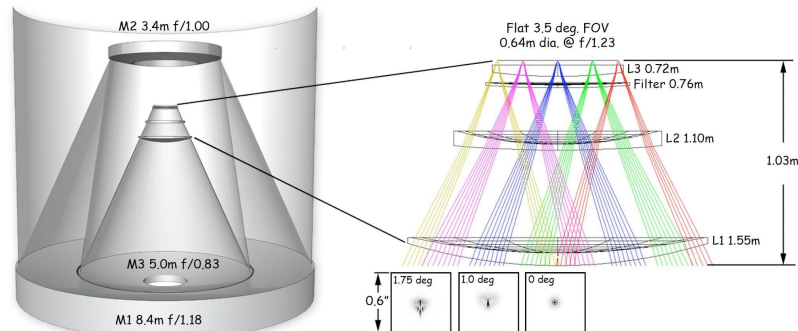 M2 3.4m f/1.00
M3 5.0m f/0.83
M1 8.4m f/1.18
Flat 3.5 deg. FOV
0.64m dia. @ f/1.23
L3 0.72m
Filter 0.76m
L2 1.10m
1.03m
L1 1.55m
0.6"
1.75 deg
1.0 deg
0 deg